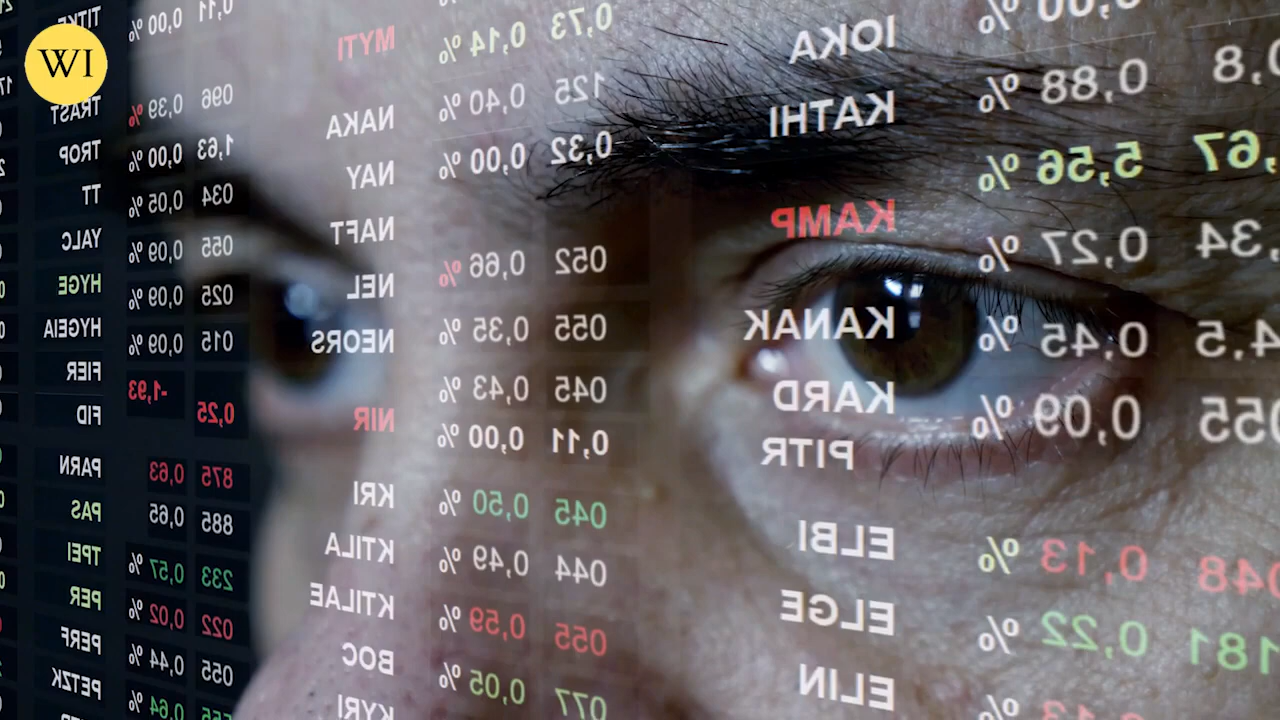 WI
TITK 0,00 % 0,11
TRAST 0,39 % 096
TROP 0,00 % 1,63
TT 0,05 % 034
YALC 0,09 % 055
HYGE 0,09 % 025
HYGEIA 0,09 % 015
FIER -1,93
FID 0,25
PARN 0,63 875
PAS 0,65 885
TPEI 0,57 % 233
PER 0,02 % 022
PERF 0,44 % 055
PETZK 0,64 %
MYTI 0,14 % 0,73
NAKA 0,40 % 125
NAY 0,00 % 0,32
NAFT
NEL 0,66 % 052
NEORS 0,35 % 055
0,43 % 045
NIR 0,00 % 0,11
KRI 0,50 % 045
KTILA 0,49 % 044
KTILAE 0,59 % 055
BOC 0,05 % 077
KYRI
IOKA 0,00 %
KATHI 0,88 %
5,56 %
KAMP 0,27 %
KANAK 0,45 %
KARD 0,09 % 055
PITR
ELBI 0,13 % 048
ELGE 0,22 % 181
ELIN